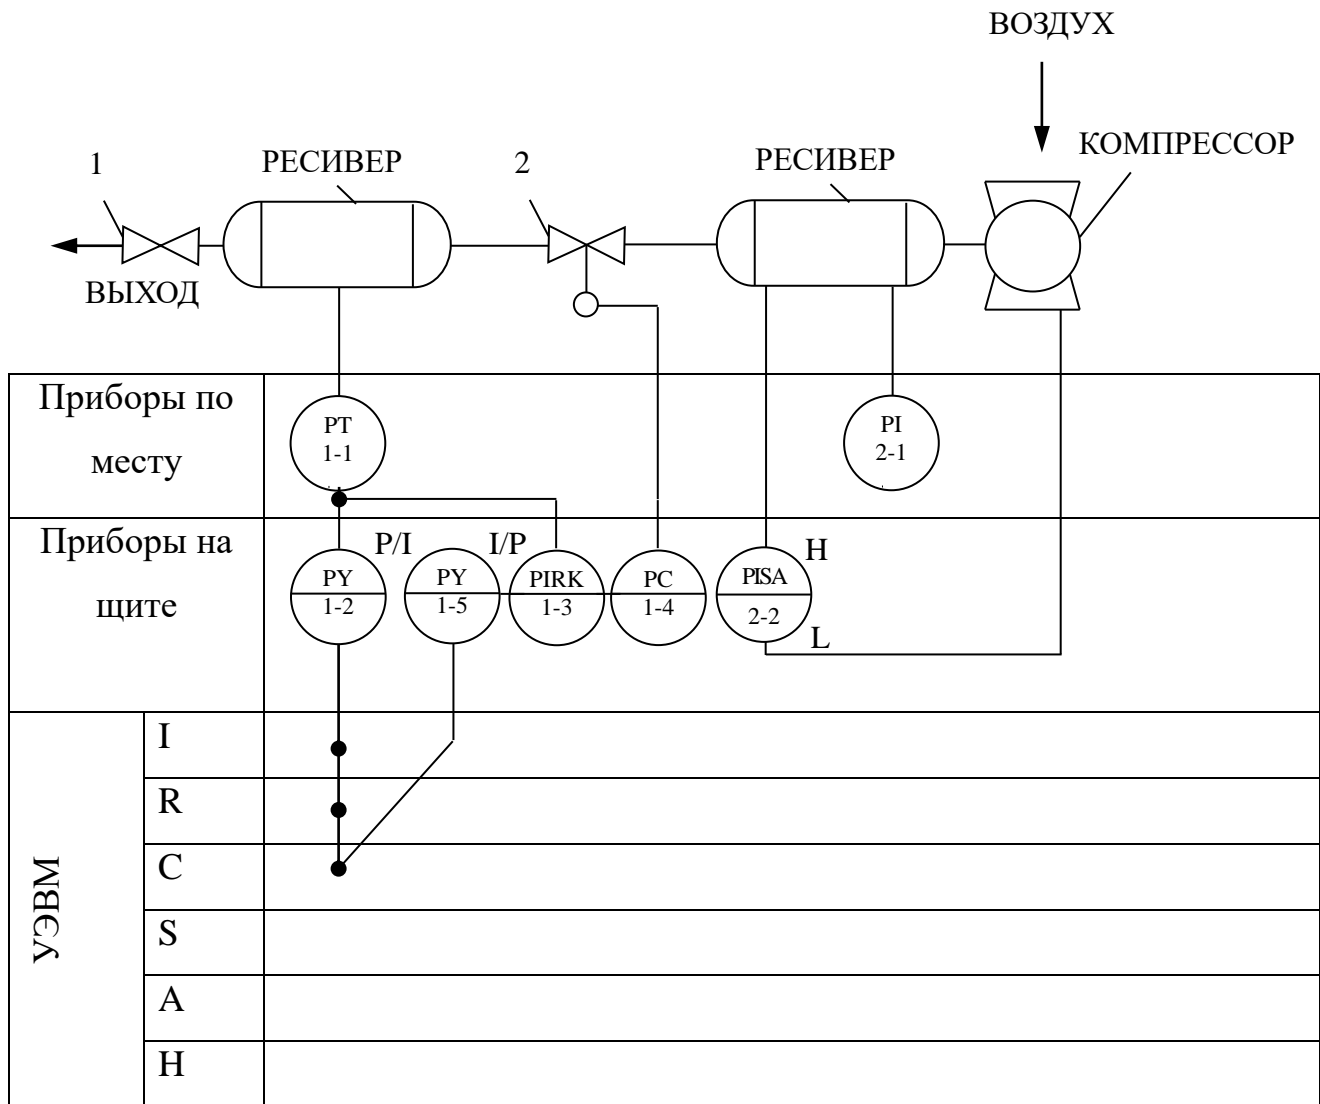 ВОЗДУХ
КОМПРЕССОР
1
РЕСИВЕР
2
РЕСИВЕР
ВЫХОД
Приборы по
месту
PT
1-1
PI
2-1
Приборы на
щите
P/I
I/P
H
PY
1-2
PY
1-5
PIRK
1-3
PC
1-4
PISA
2-2
L
УЭВМ
I
R
C
S
A
H